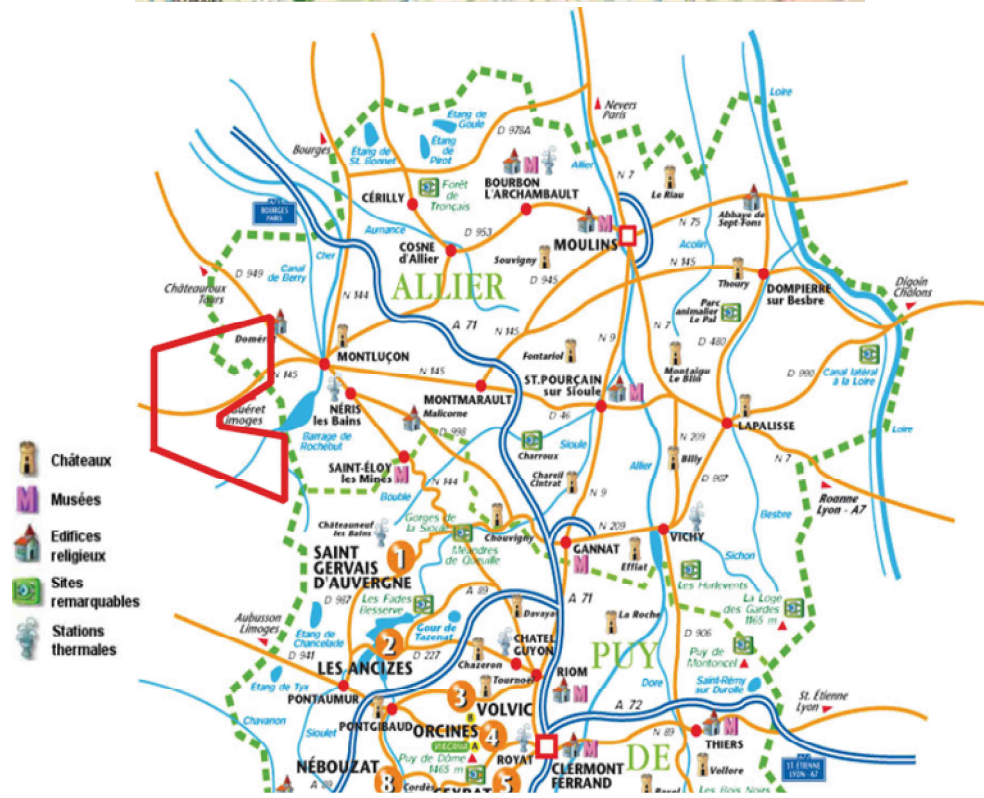 Nevers
Paris
Loire
Étang de
Goule
D 978A
Bourges
Étang de
St. Bonnet
Étang
de
Pirot
Allier
N 7
BOURBON
L'ARCHAMBAULT
Le Riau
Forêt
de
Tronçais
CÉRILLY
Abbaye de
Sept-Fons
BOURGES
PARIS
Aumance
D 953
N 75
Cher
COSNE
d'Allier
Souvigny
MOULINS
Acolin
N 145
Canal
de Berry
D 949
Châteauroux
Tours
N 144
ALLIER
D 945
Thoury
DOMPIERRE
sur Besbre
Digoin
Châlons
Parc
animalier
Le Pal
A 71
N 145
N 9
N 7
D 480
MONTLUÇON
Fontariol
N 145
N 145
Montaigu
Le Blin
D 990
Canal latéral
à la Loire
ST.POURÇAIN
sur Sioule
MONTMARAULT
NÉRIS
les Bains
Malicorne
Guéret
Limoges
D 46
LAPALISSE
Loire
Barrage de
Rochebut
D 998
Sioule
Charroux
N 209
Billy
Allier
N 7
Châteaux
SAINT-ÉLOY
les Mines
N 144
Chareil
Cintrat
D 907
Bouble
N 9
Roanne
Lyon - A7
Musées
Besbre
Gorges de
la Sioule
Châteauneuf
les Bains
Chouvigny
N 209
VICHY
Edifices
religieux
Méandres
de Queuille
GANNAT
Sichon
SAINT
GERVAIS
D'AUVERGNE
1
Effiat
Les Hurlevents
Sites
remarquables
A 89
A 71
La Loge
des Gardes
1165 m
D 987
Les Fades
Besserve
Davayat
La Roche
Aubusson
Limoges
Stations
thermales
Étang de
Chancelade
Gour de
Tazenat
CHATEL
GUYON
D 906
2
D 941
D 227
PUY
Puy de
Montoncel
LES ANCIZES
Chazeron
RIOM
Étang de Tyx
Tournoël
Dore
Saint-Rémy
sur Durolle
PONTAUMUR
3
VOLVIC
St. Étienne
Lyon
Chavanon
Sioulet
PONTGIBAUD
B
A 72
ORCINES
4
N 89
VULCANIA
A
THIERS
Puy de Dôme
1465 m
ROYAT
DE
NÉBOUZAT
CLERMONT
FERRAND
ST.ÉTIENNE
LYON - A7
Vollore
A 89
8
Cordès
5